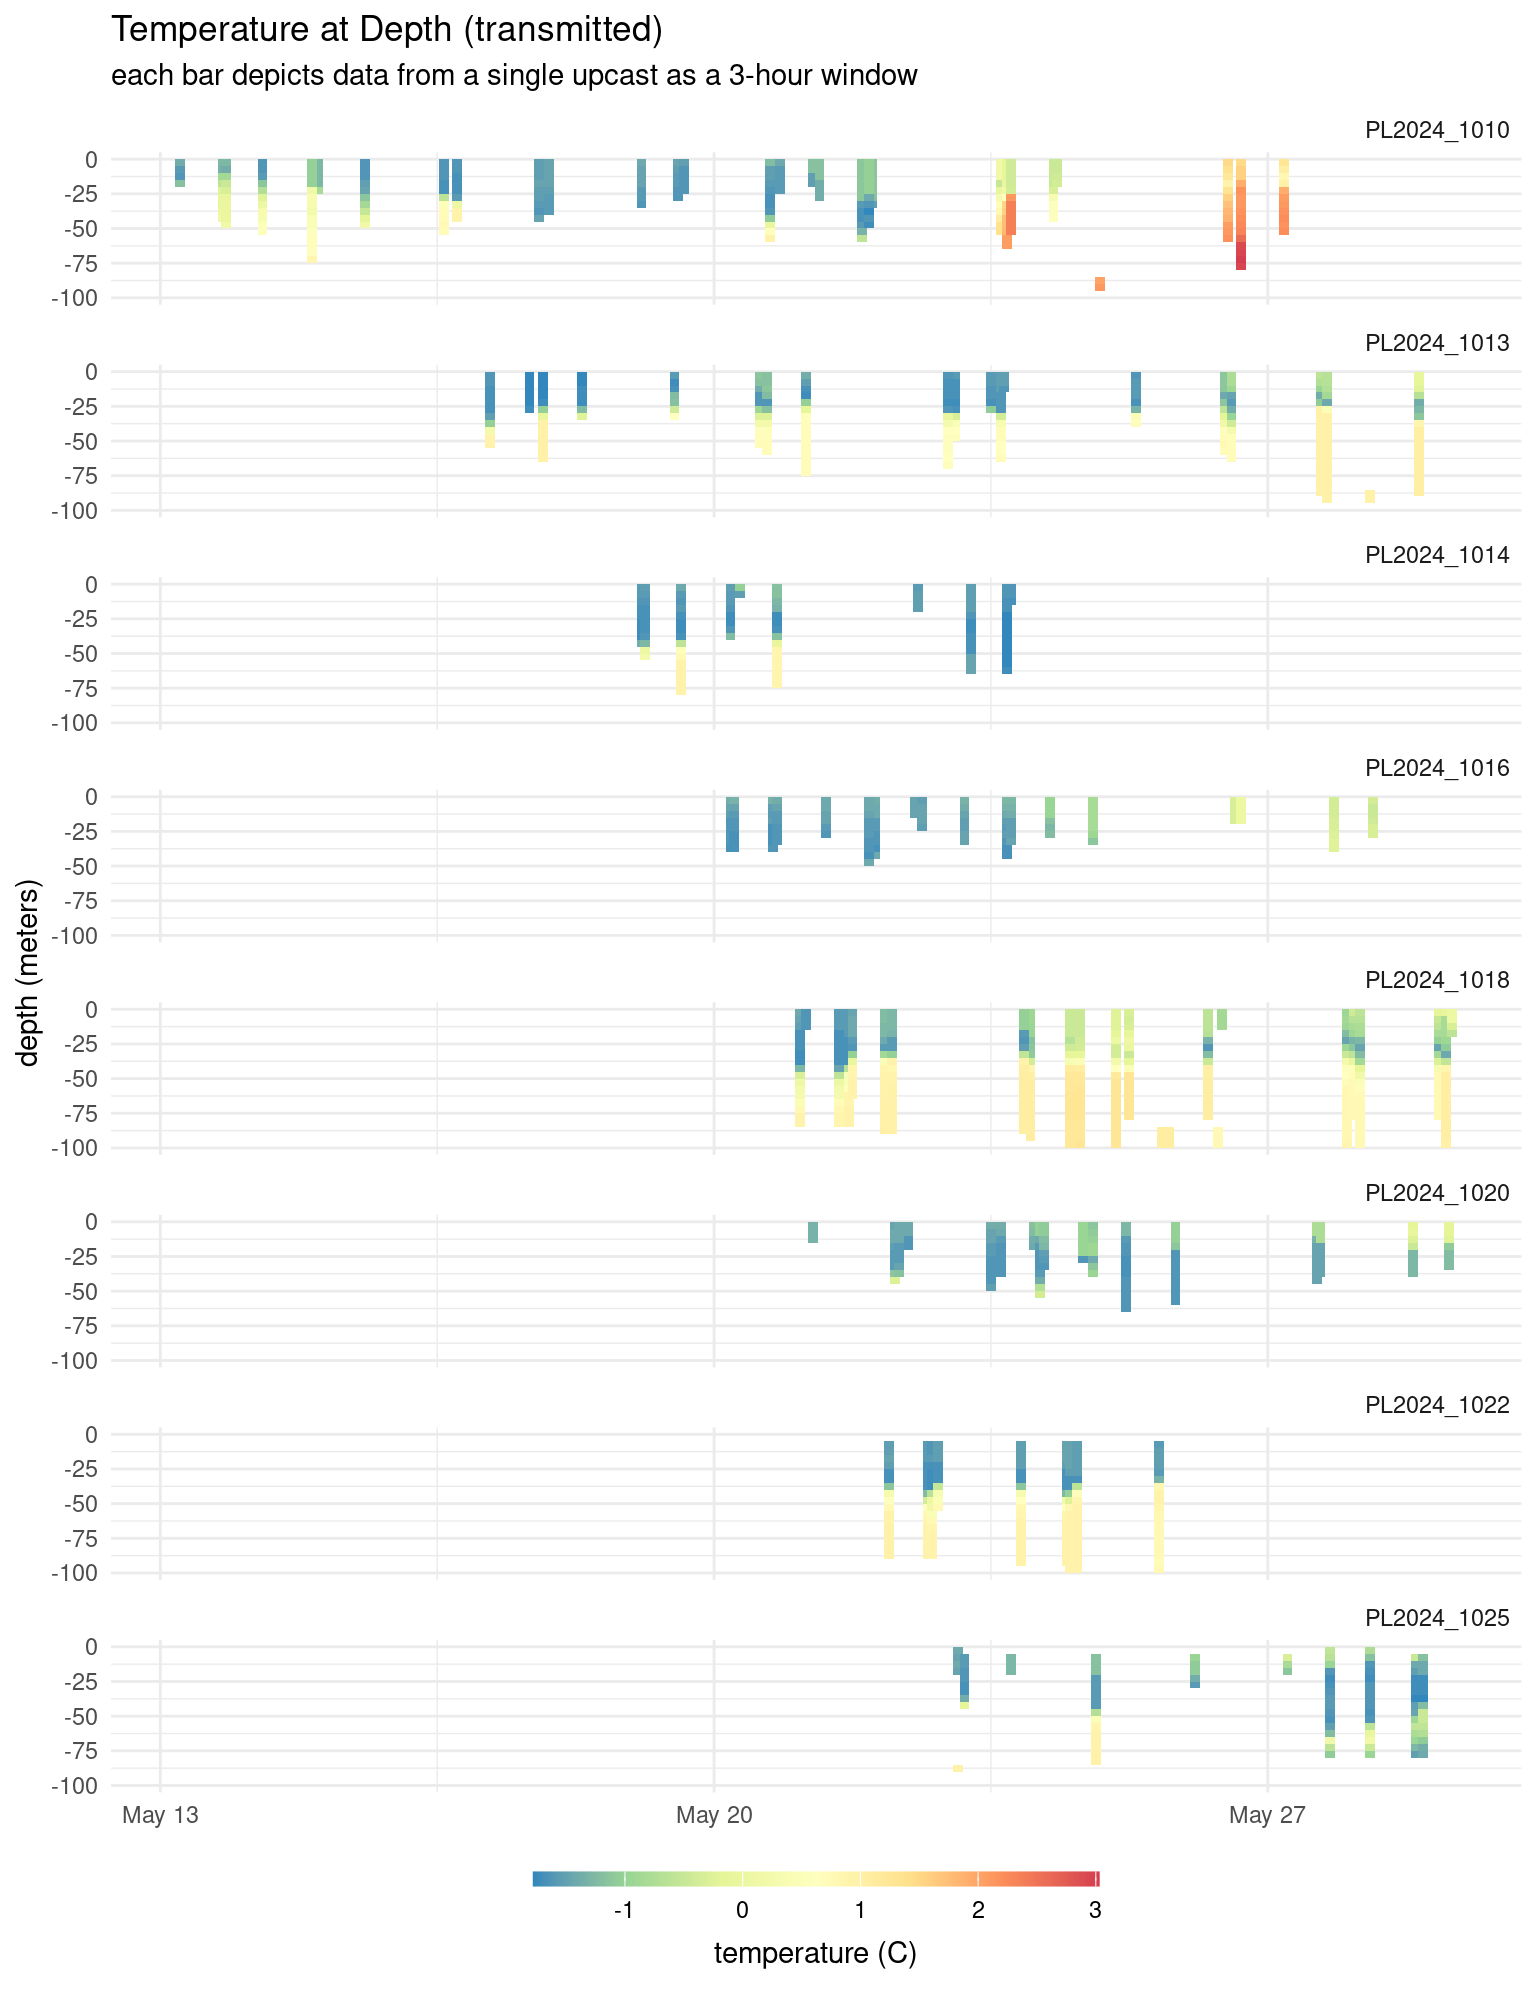 Temperature at Depth (transmitted)
each bar depicts data from a single upcast as a 3-hour window
PL2024_1010
0
-25
-50
-75
-100
PL2024_1013
0
-25
-50
-75
-100
PL2024_1014
0
-25
-50
-75
-100
PL2024_1016
0
-25
-50
-75
-100
depth (meters)
PL2024_1018
0
-25
-50
-75
-100
PL2024_1020
0
-25
-50
-75
-100
PL2024_1022
0
-25
-50
-75
-100
PL2024_1025
0
-25
-50
-75
-100
May 13 May 20 May 27
-1 0 1 2 3
temperature (C)